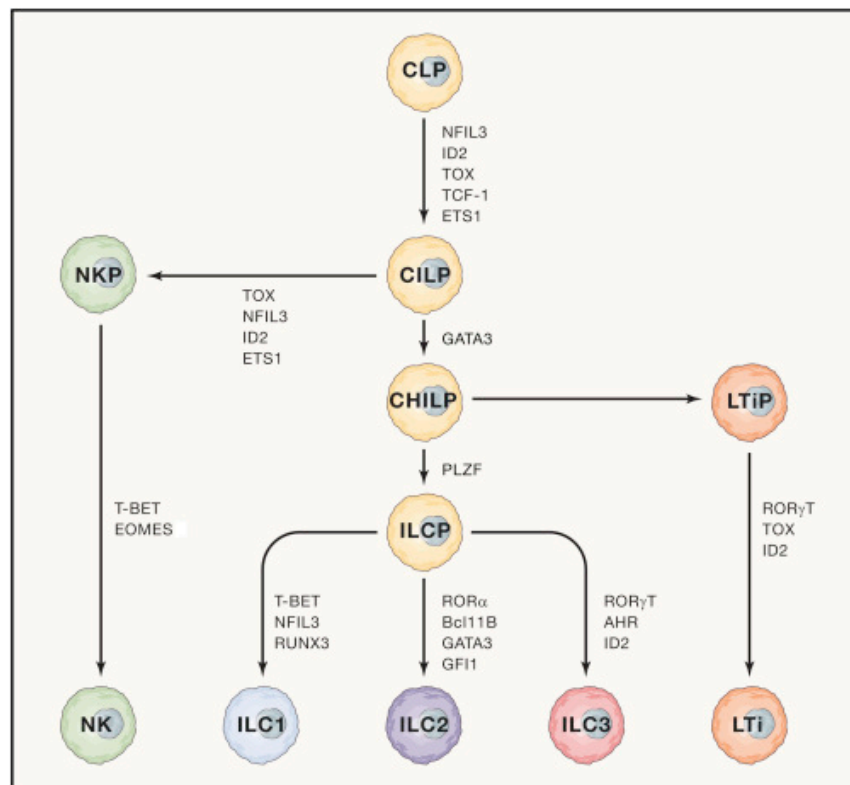 CLP
NFIL3
ID2
TOX
TCF-1
ETS1
NKP
CILP
TOX
NFIL3
ID2
ETS1
GATA3
CHILP
LTiP
PLZF
ILCP
T-BET
EOMES
RORγT
TOX
ID2
T-BET
NFIL3
RUNX3
RORα
Bcl11B
GATA3
GFI1
RORγT
AHR
ID2
NK
ILC1
ILC2
ILC3
LTi